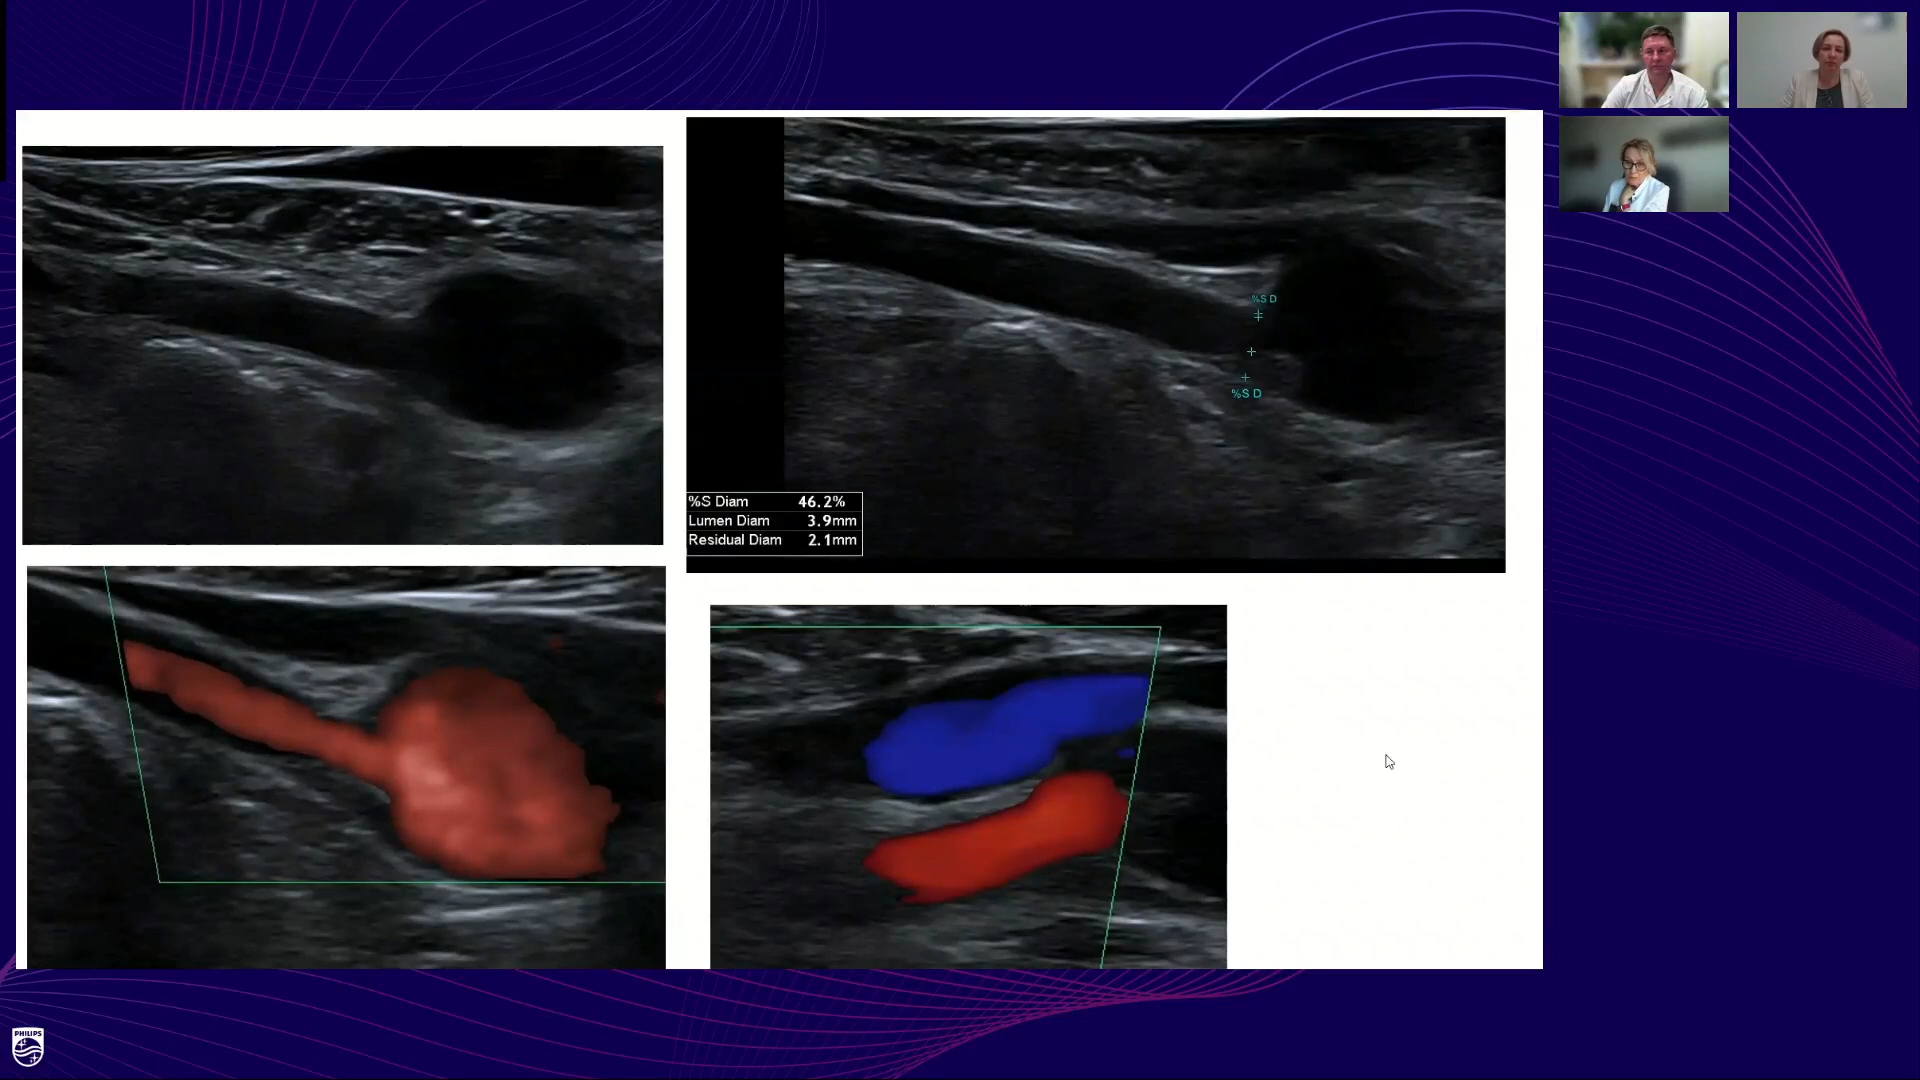 %S D
%S D
%S Diam 46.2%
Lumen Diam 3.9mm
Residual Diam 2.1mm
PHILIPS